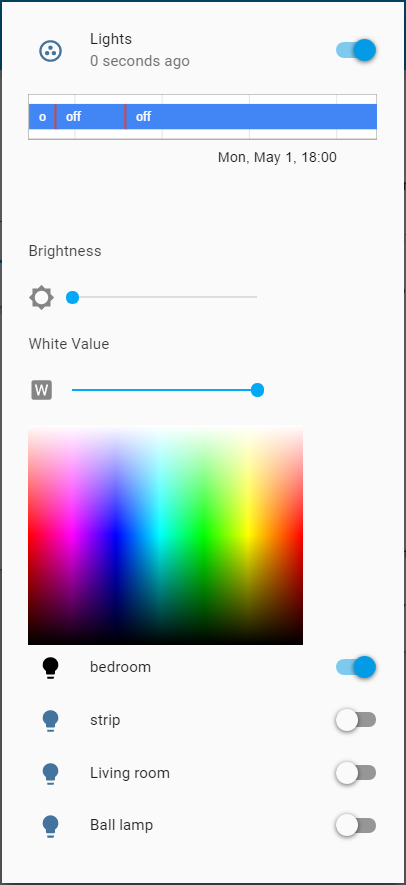 Lights
0 seconds ago
o off off
Mon, May 1, 18:00
Brightness
White Value
W
bedroom
strip
Living room
Ball lamp